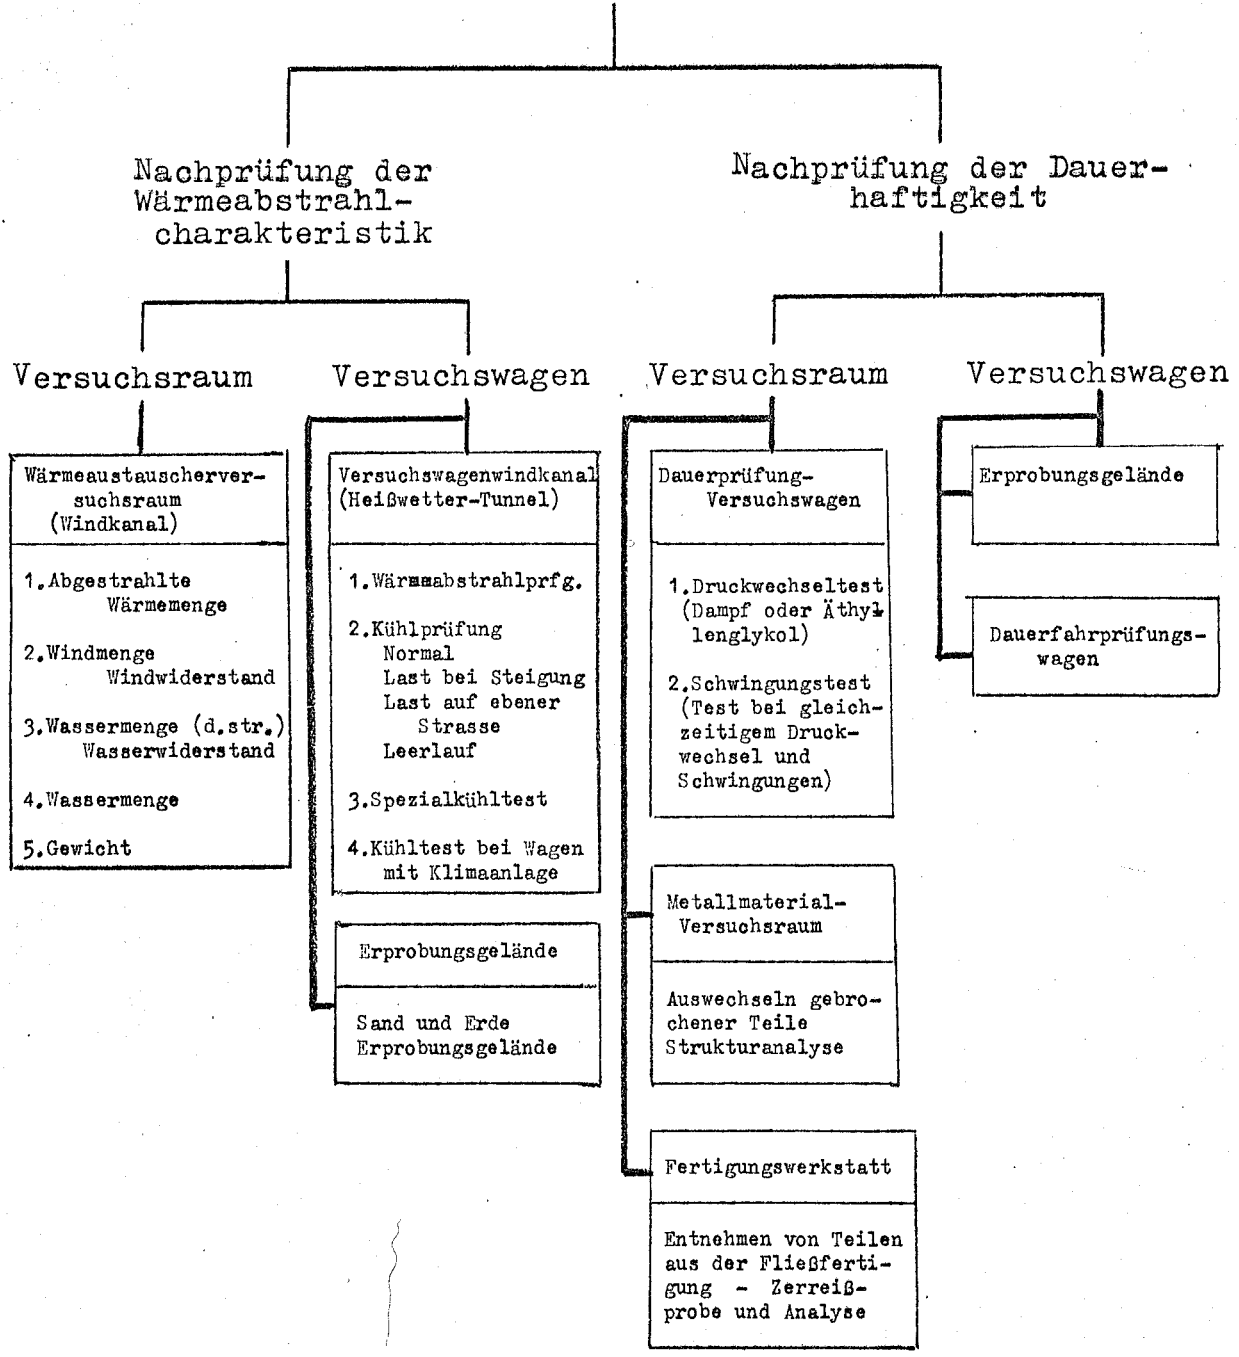 Nachprüfung der
Wärmeabstrahl-
charakteristik
Nachprüfung der Dauer-
haftigkeit
Versuchsraum
Versuchswagen
Versuchsraum
Versuchswagen
Wärmeaustauscherver-
suchsraum
(Windkanal)
1.Abgestrahlte
Wärmemenge
2.Windmenge
Windwiderstand
3.Wassermenge (d.str.)
Wasserwiderstand
4.Wassermenge
5.Gewicht
Versuchswagenwindkanal
(Heißwetter-Tunnel)
1.Wärmeabstrahlprfg.
2.Kühlprüfung
Normal
Last bei Steigung
Last auf ebener
Strasse
Leerlauf
3.Spezialkühltest
4.Kühltest bei Wagen
mit Klimaanlage
Erprobungsgelände
Sand und Erde
Erprobungsgelände
Dauerprüfung-
Versuchswagen
1.Druckwechseltest
(Dampf oder Äthyl
lenglykol)
2.Schwingungstest
(Test bei gleich-
zeitigem Druck-
wechsel und
Schwingungen)
Metallmaterial-
Versuchsraum
Auswechseln gebro-
chener Teile
Strukturanalyse
Fertigungswerkstatt
Entnehmen von Teilen
aus der Fließferti-
gung - Zerreiß-
probe und Analyse
Erprobungsgelände
Dauerfahrprüfungs-
wagen